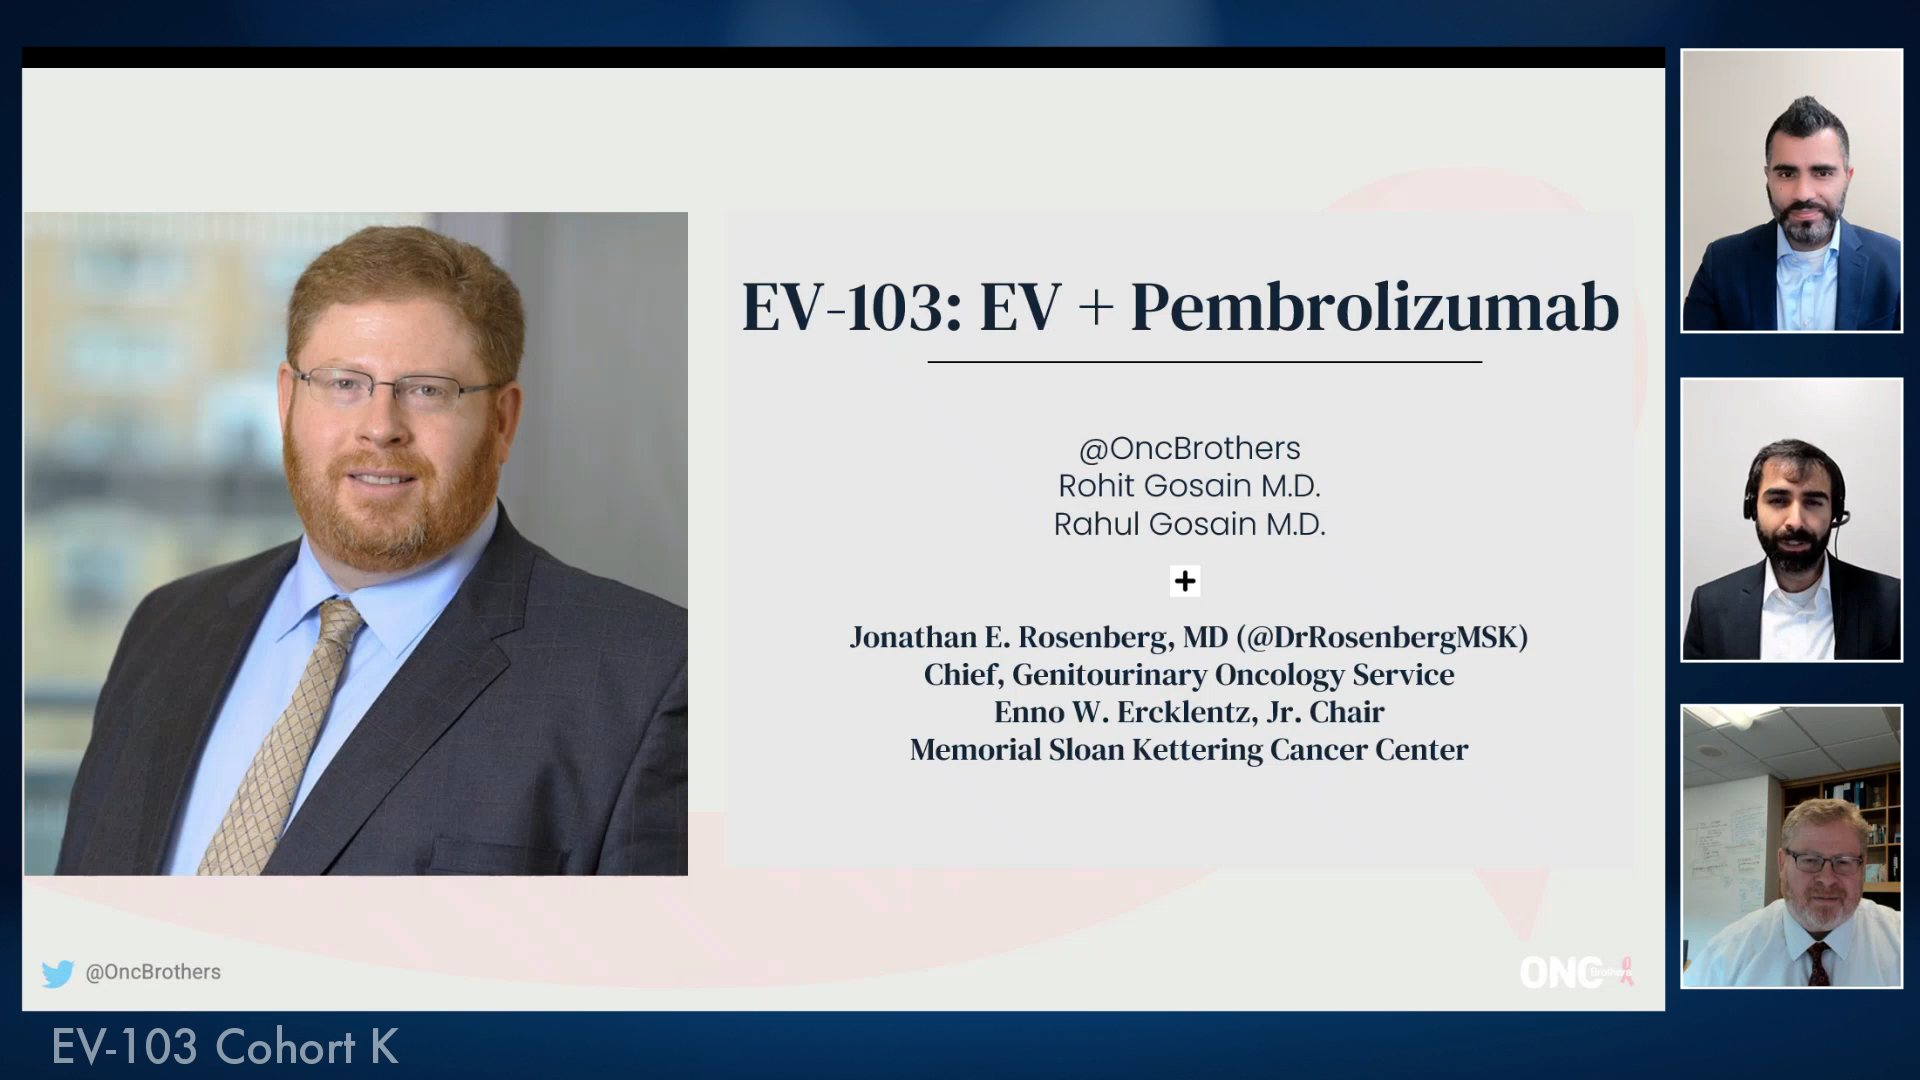 EV-103: EV + Pembrolizumab
@OncBrothers
Rohit Gosain M.D.
Rahul Gosain M.D.
+
Jonathan E. Rosenberg, MD (@DrRosenbergMSK)
Chief, Genitourinary Oncology Service
Enno W. Ercklentz, Jr. Chair
Memorial Sloan Kettering Cancer Center
@OncBrothers
ONC Brothers
EV-103 Cohort K